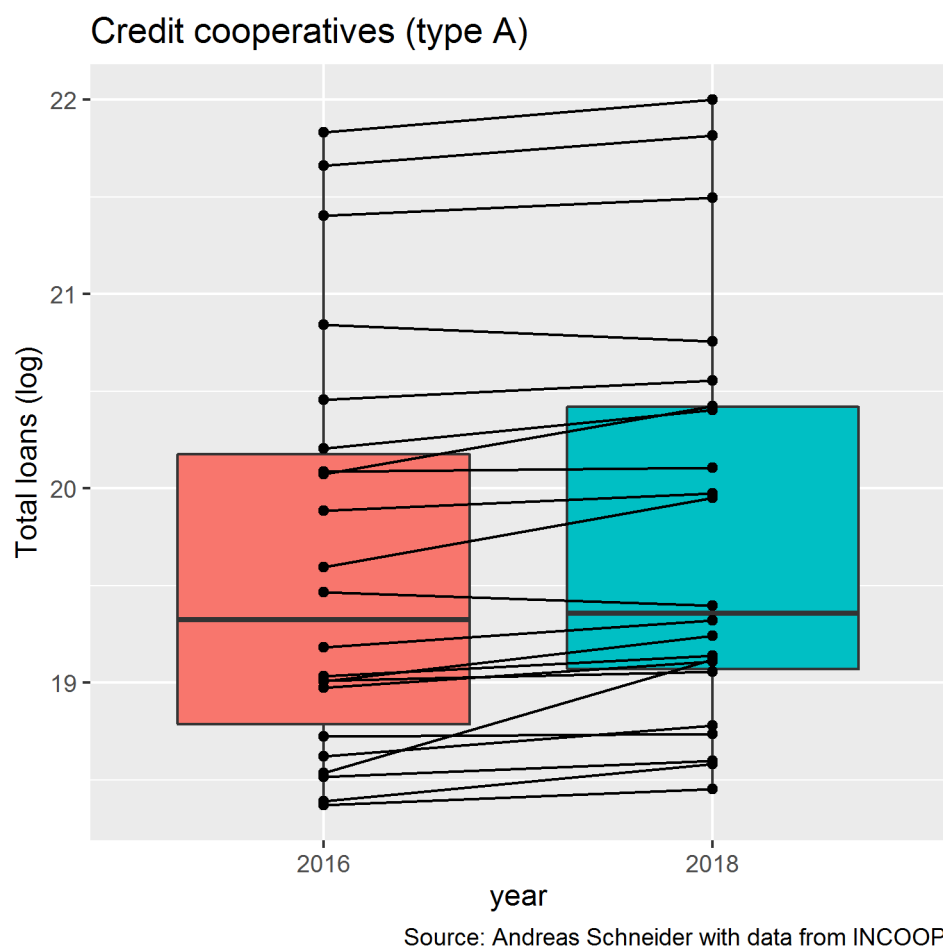 Credit cooperatives (type A)
Total loans (log)
22
21
20
19
2016 2018
year
Source: Andreas Schneider with data from INCOOP